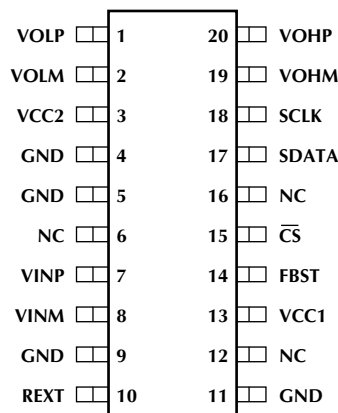 VOLP 1 20 VOHP
VOLM 2 19 VOHM
VCC2 3 18 SCLK
GND 4 17 SDATA
GND 5 16 NC
NC 6 15 C̅S̅
VINP 7 14 FBST
VINM 8 13 VCC1
GND 9 12 NC
REXT 10 11 GND